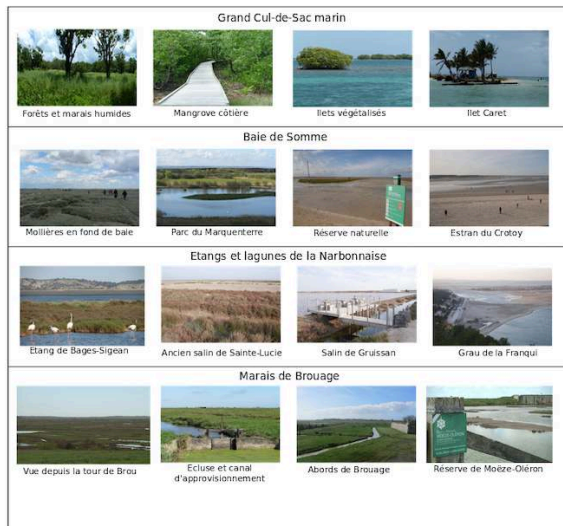 Grand Cul-de-Sac marin
Forêts et marais humides
Mangrove côtière
Ilets végétalisés
Ilet Caret
Baie de Somme
Mollières en fond de baie
Parc du Marquenterre
Réserve naturelle
Estran du Crotoy
Etangs et lagunes de la Narbonnaise
Etang de Bages-Sigean
Ancien salin de Sainte-Lucie
Salin de Gruissan
Grau de la Franqui
Marais de Brouage
Vue depuis la tour de Brou
Ecluse et canal
d'approvisionnement
Abords de Brouage
Réserve de Moëze-Oléron